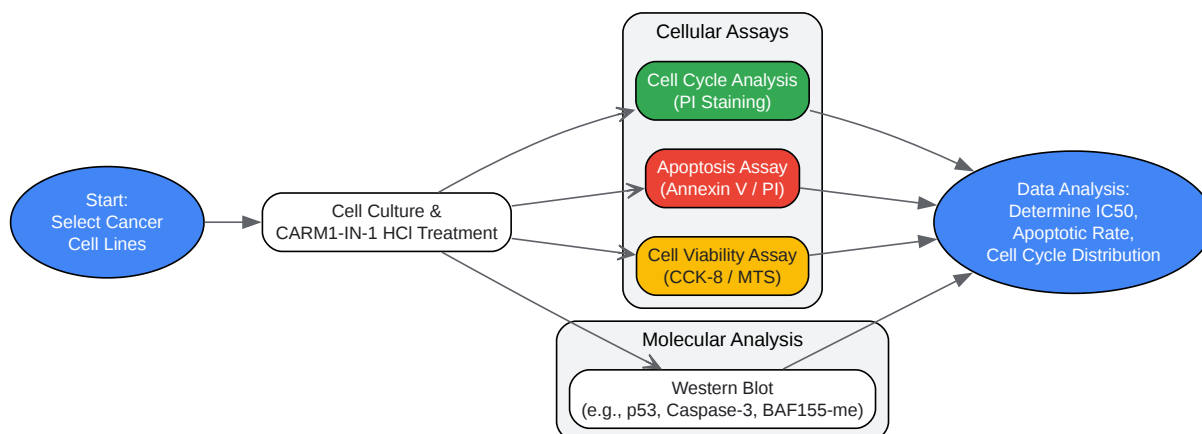 Start:
Select Cancer
Cell Lines
Cell Culture &
CARM1-IN-1 HCl Treatment
Cellular Assays
Cell Cycle Analysis
(PI Staining)
Apoptosis Assay
(Annexin V / PI)
Cell Viability Assay
(CCK-8 / MTS)
Molecular Analysis
Western Blot
(e.g., p53, Caspase-3, BAF155-me)
Data Analysis:
Determine IC50,
Apoptotic Rate,
Cell Cycle Distribution